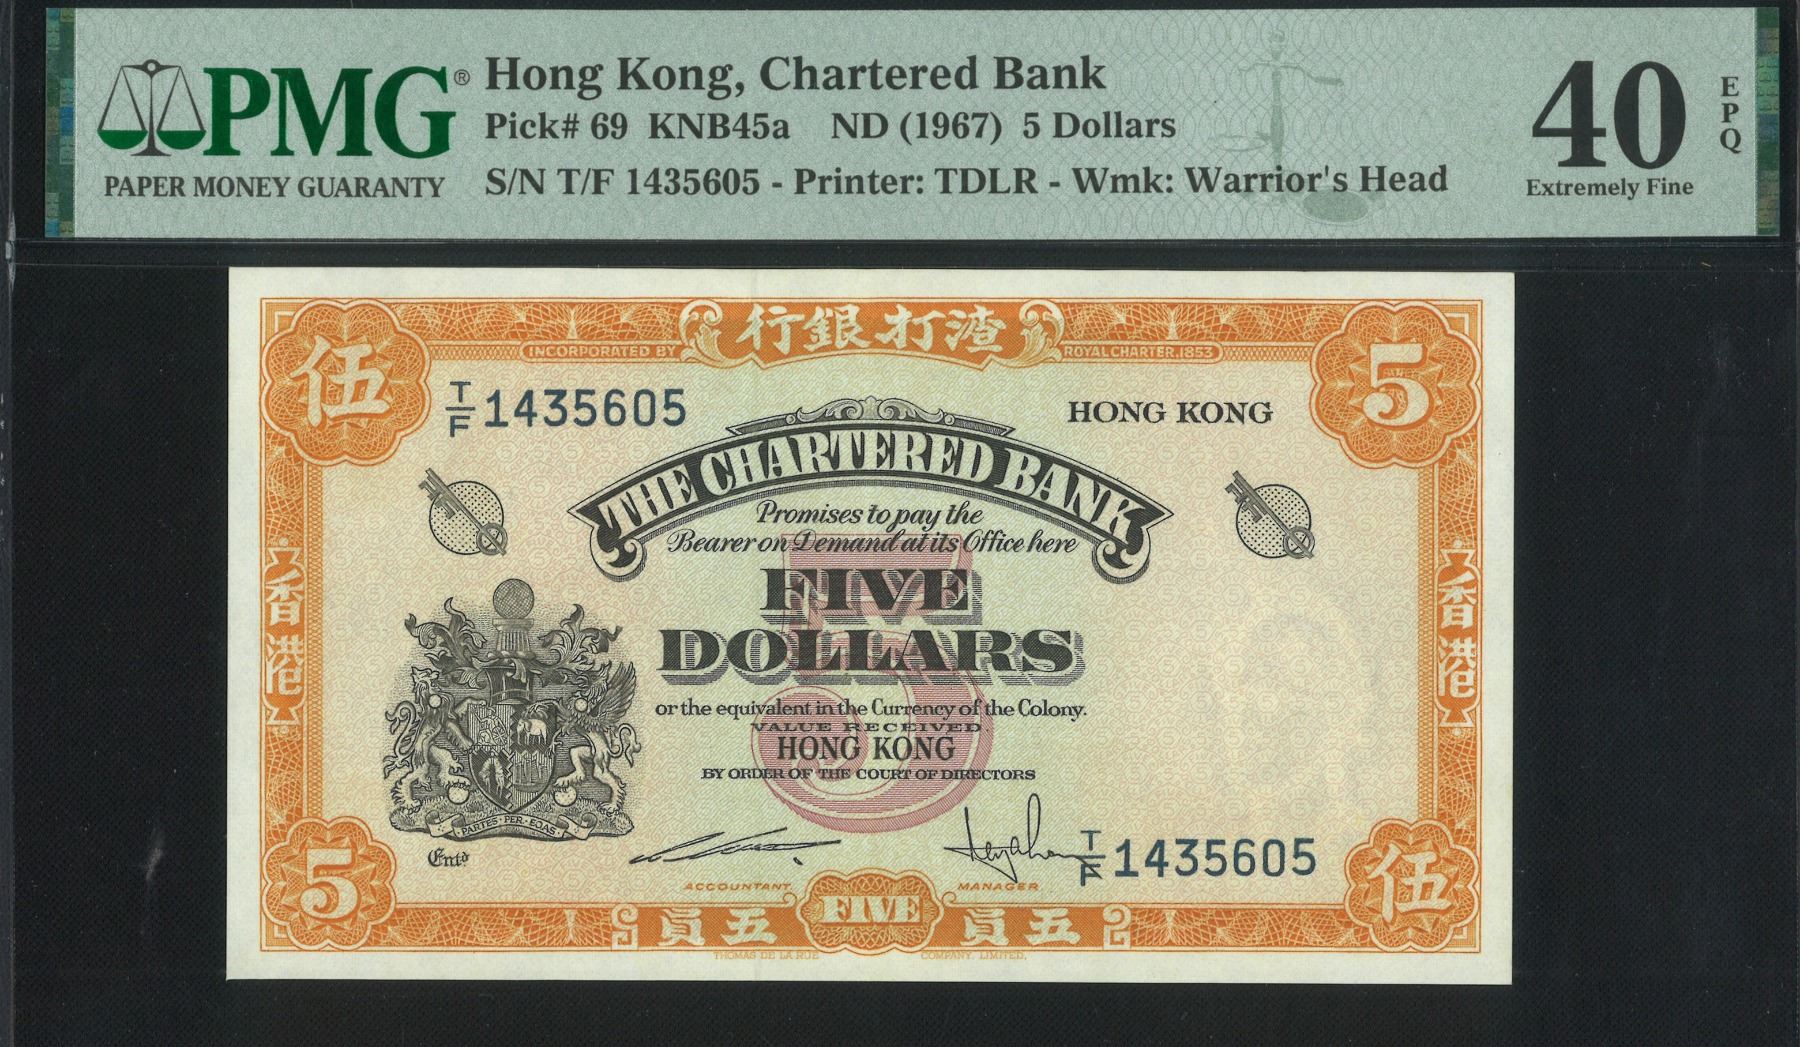 PMG®
PAPER MONEY GUARANTY
Hong Kong, Chartered Bank
Pick# 69 KNB45a ND (1967) 5 Dollars
S/N T/F 1435605 - Printer: TDLR - Wmk: Warrior's Head
40
EPQ
Extremely Fine
行銀打渣
INCORPORATED BY ROYAL CHARTER. 1853
伍
5
T/F 1435605
HONG KONG
THE CHARTERED BANK
Promises to pay the
Bearer on Demand at its Office here
FIVE
DOLLARS
5
or the equivalent in the Currency of the Colony.
VALUE RECEIVED
HONG KONG
BY ORDER OF THE COURT OF DIRECTORS
香港
香港
PARTES·PER·EQAS
Entd
T/F 1435605
ACCOUNTANT.
MANAGER
5
伍
員五
FIVE
員五
THOMAS DE LA RUE COMPANY, LIMITED.